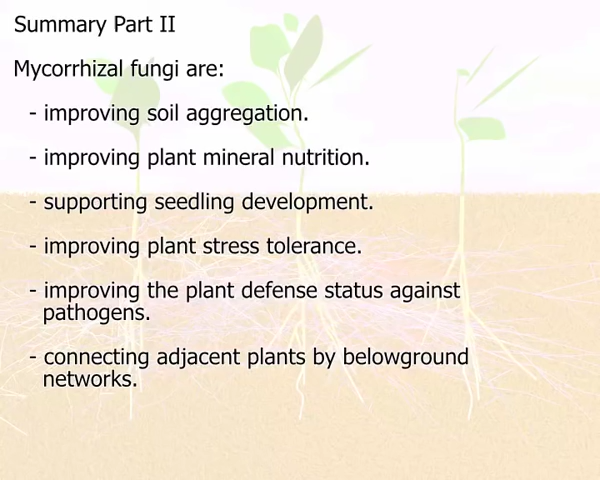 Summary Part II
Mycorrhizal fungi are:
- improving soil aggregation.
- improving plant mineral nutrition.
- supporting seedling development.
- improving plant stress tolerance.
- improving the plant defense status against
pathogens.
- connecting adjacent plants by belowground
networks.